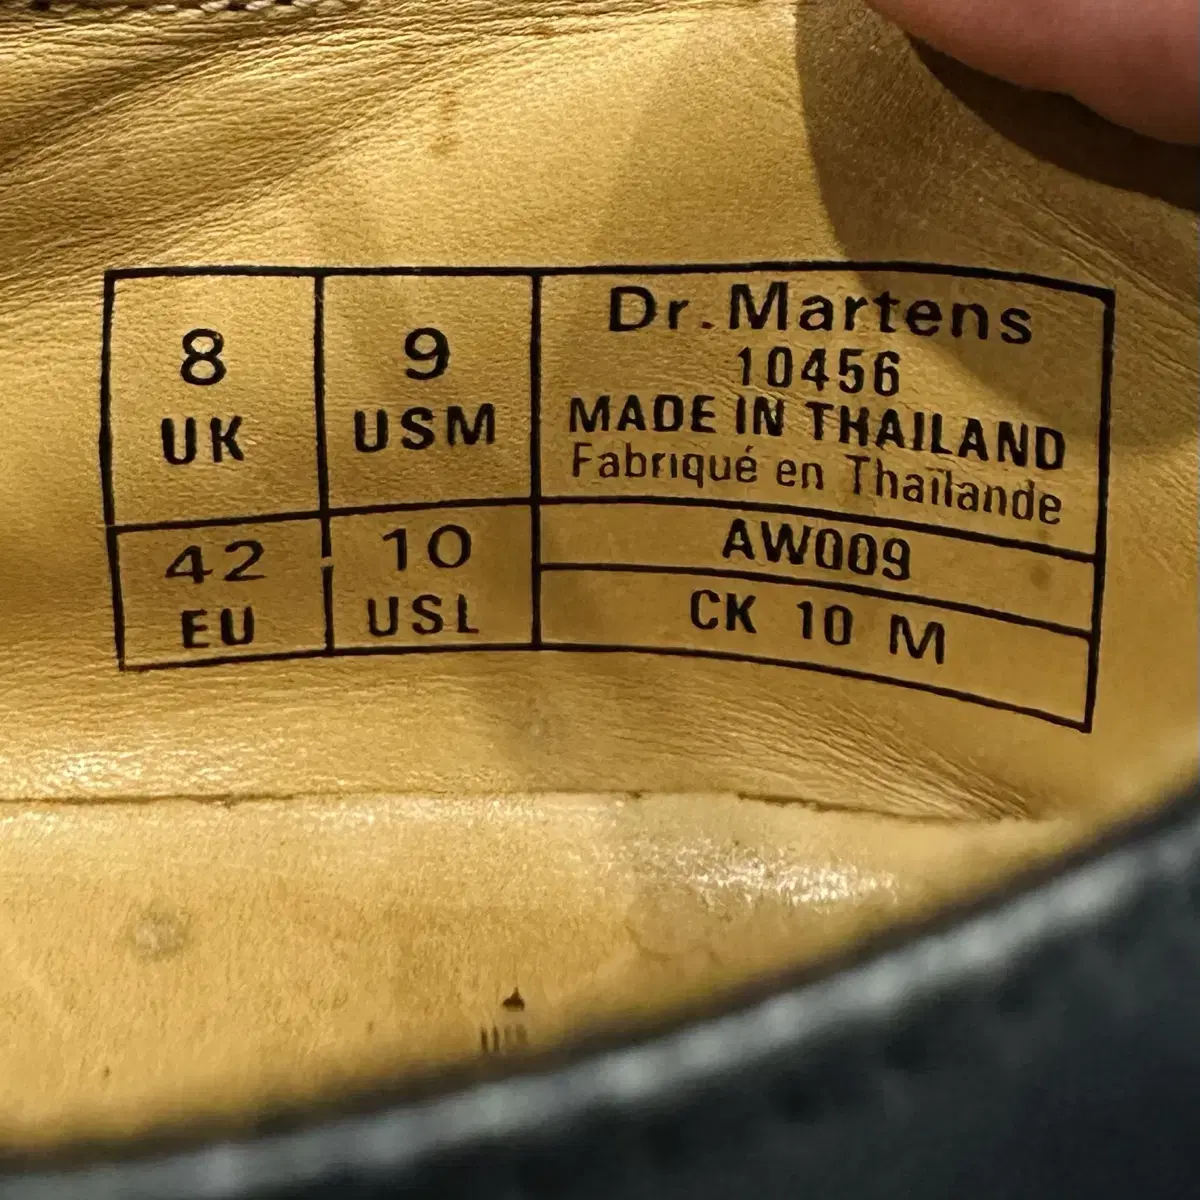 8
UK
9
USM
42
EU
10
USL
Dr. Martens
10456
MADE IN THAILAND
Fabriqué en Thaïlande
AW009
CK 10 M